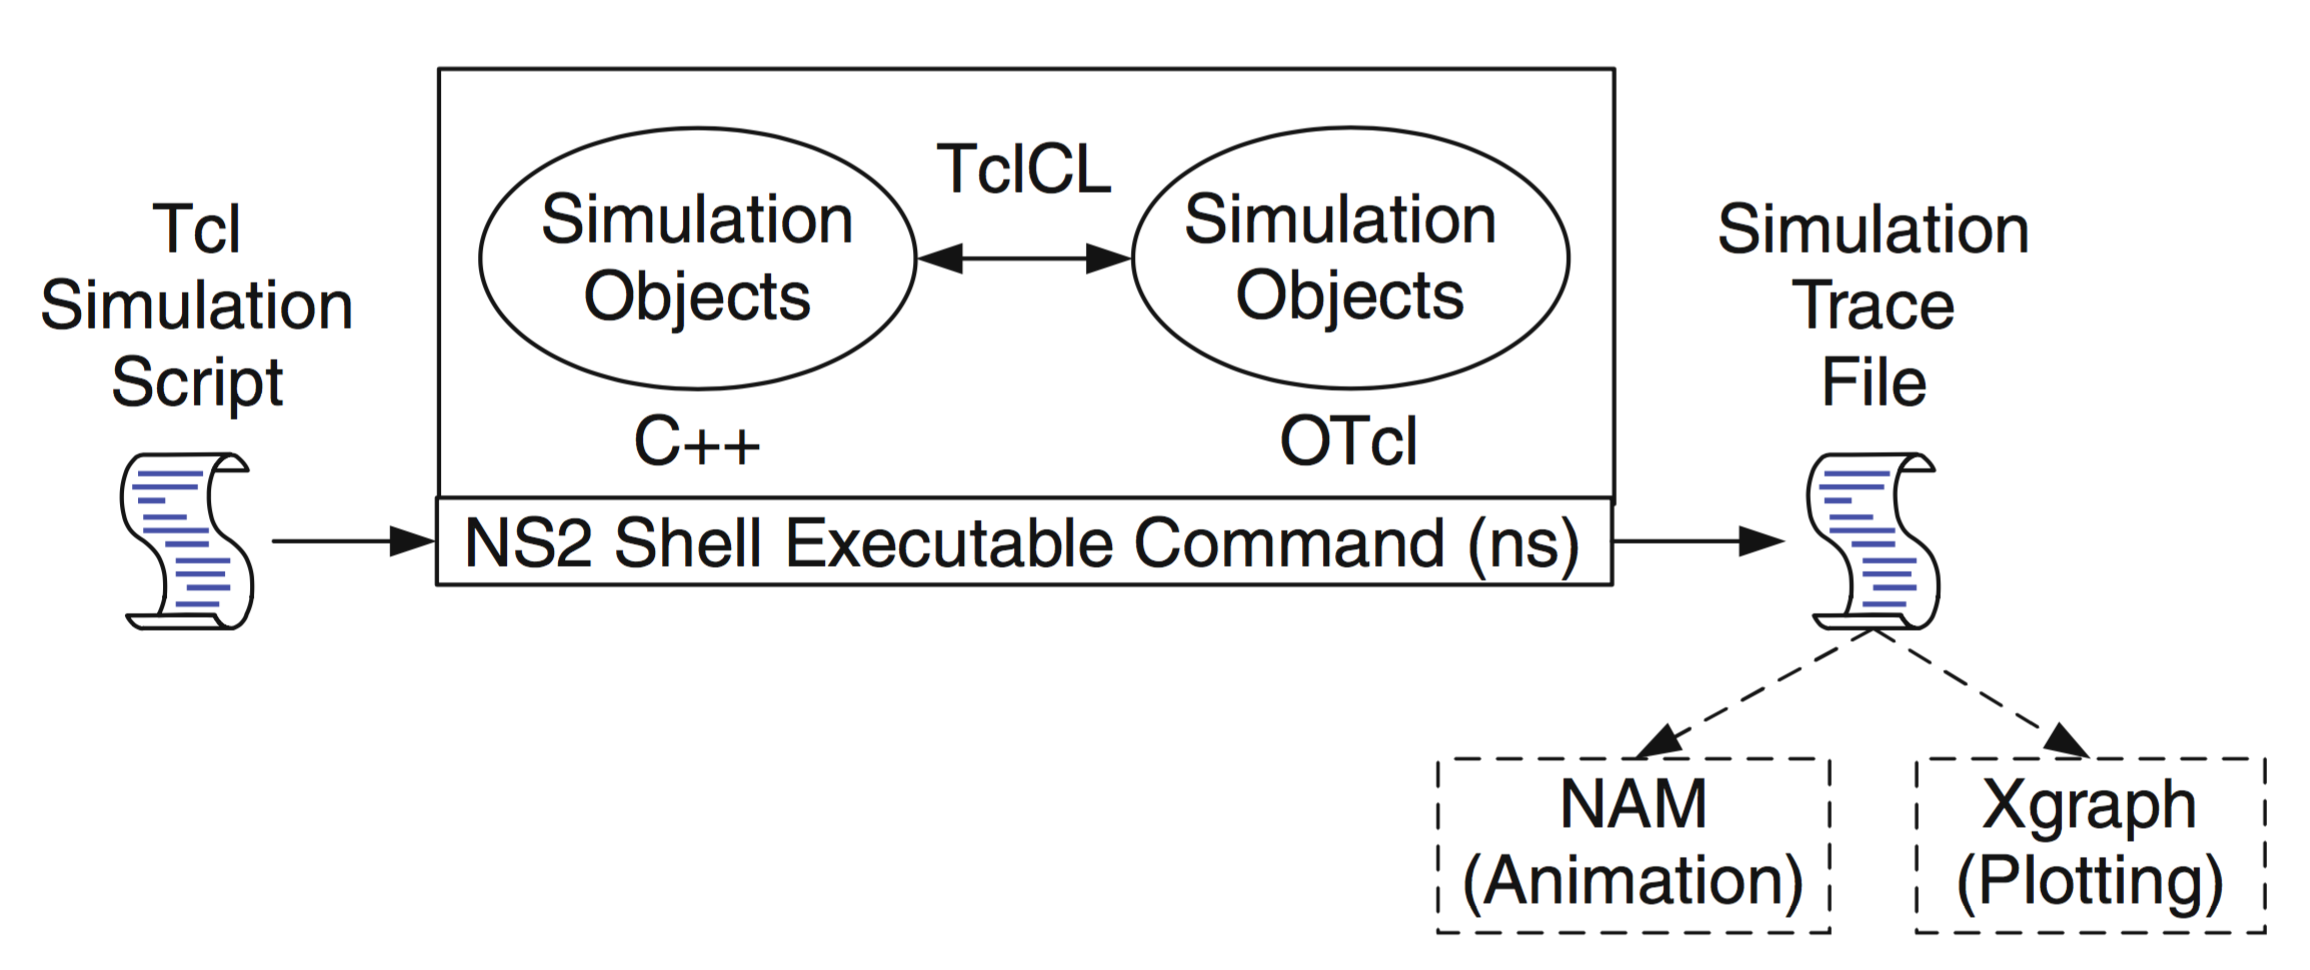 Tcl
Simulation
Script
Simulation
Objects
C++
TclCL
Simulation
Objects
OTcl
NS2 Shell Executable Command (ns)
Simulation
Trace
File
NAM
(Animation)
Xgraph
(Plotting)